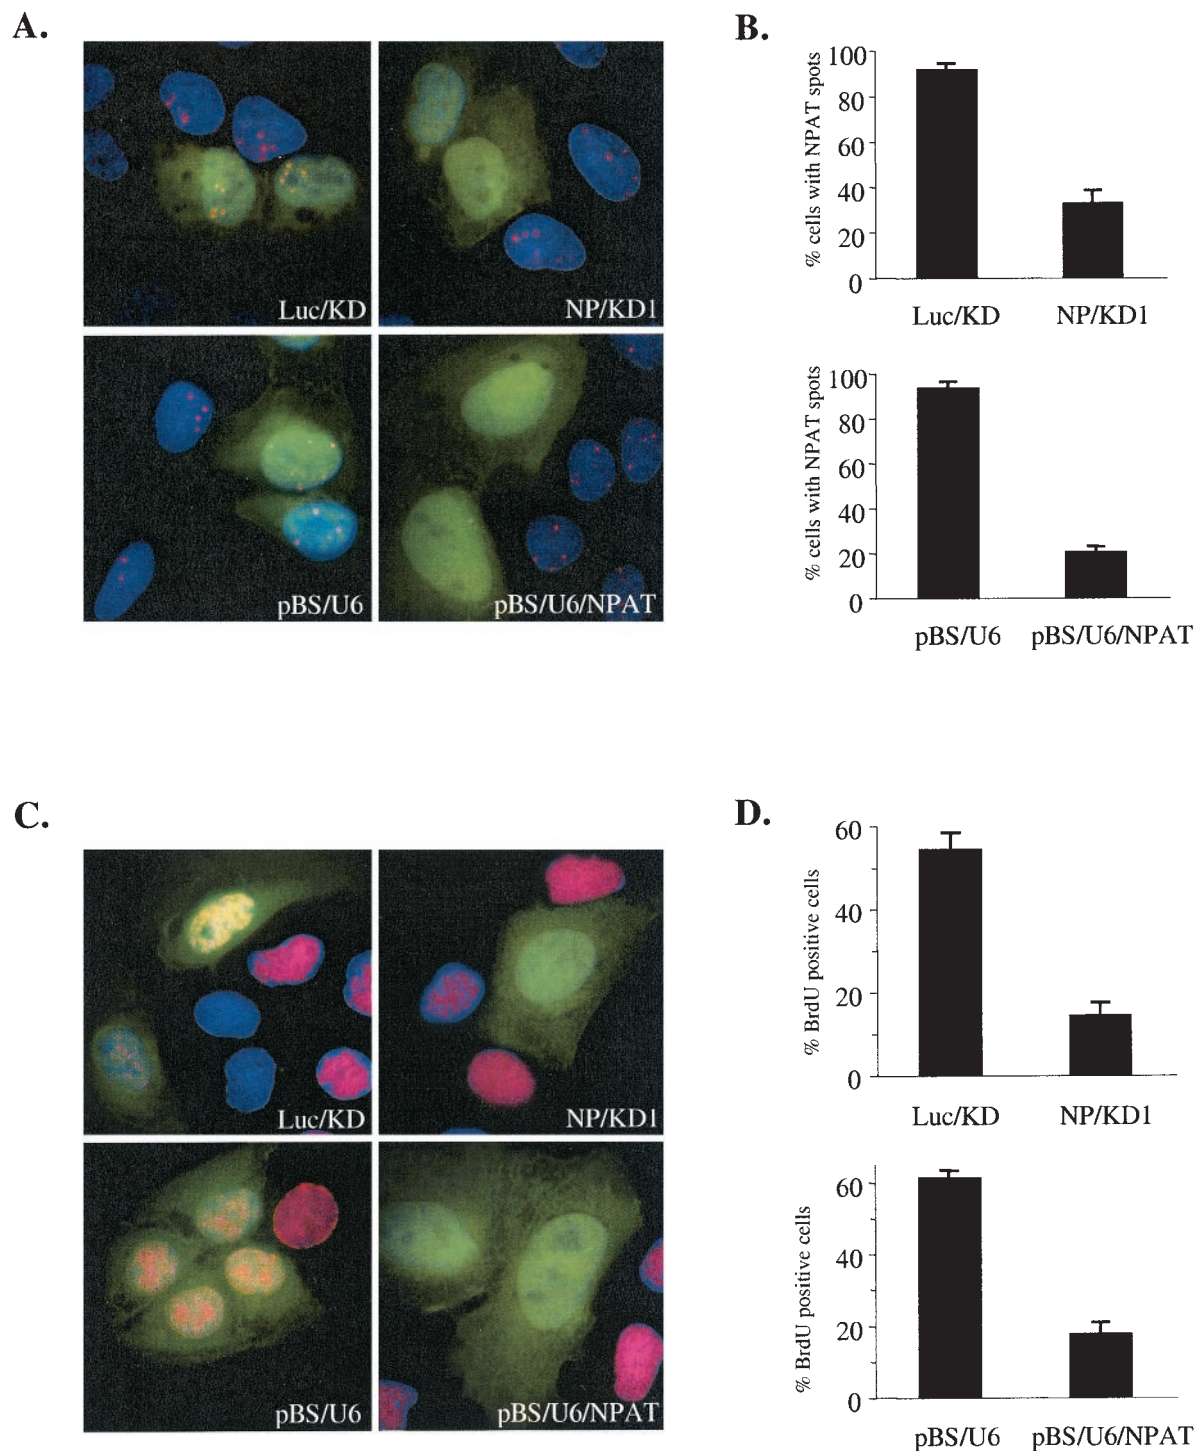 A.
Luc/KD
NP/KD1
pBS/U6
pBS/U6/NPAT
B.
% cells with NPAT spots
100
80
60
40
20
0
Luc/KD
NP/KD1
% cells with NPAT spots
100
80
60
40
20
0
pBS/U6
pBS/U6/NPAT
C.
Luc/KD
NP/KD1
pBS/U6
pBS/U6/NPAT
D.
% BrdU positive cells
60
40
20
0
Luc/KD
NP/KD1
% BrdU positive cells
60
40
20
0
pBS/U6
pBS/U6/NPAT